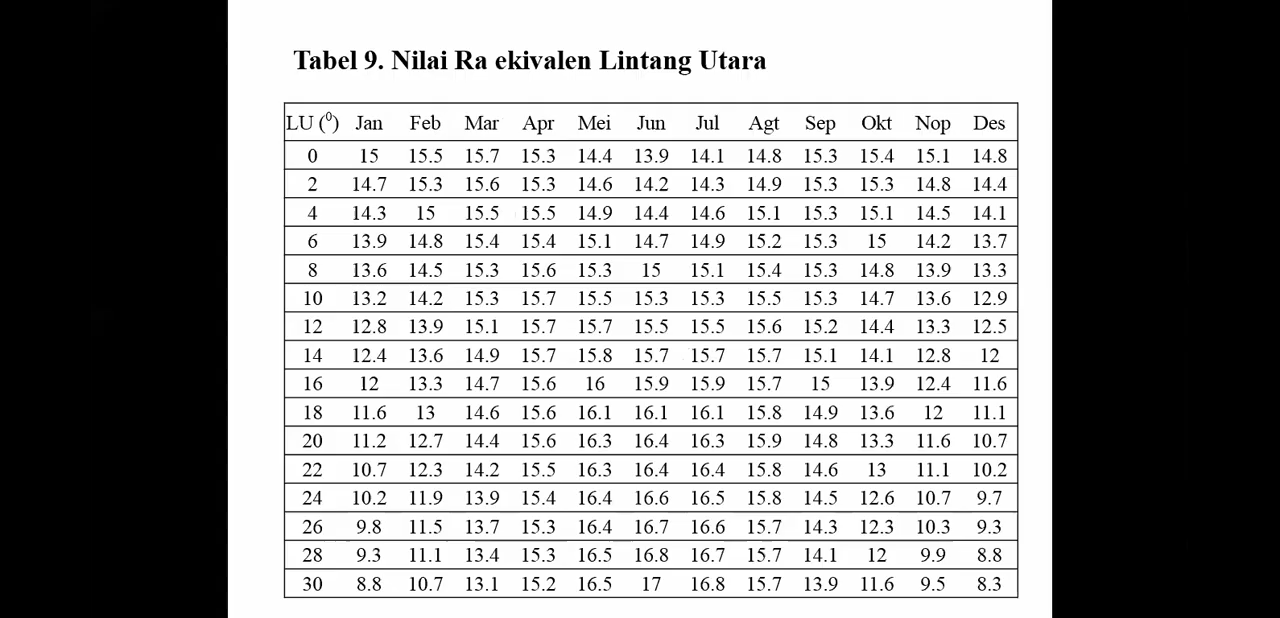 Tabel 9. Nilai Ra ekivalen Lintang Utara
LU (⁰) Jan Feb Mar Apr Mei Jun Jul Agt Sep Okt Nop Des
0 15 15.5 15.7 15.3 14.4 13.9 14.1 14.8 15.3 15.4 15.1 14.8
2 14.7 15.3 15.6 15.3 14.6 14.2 14.3 14.9 15.3 15.3 14.8 14.4
4 14.3 15 15.5 15.5 14.9 14.4 14.6 15.1 15.3 15.1 14.5 14.1
6 13.9 14.8 15.4 15.4 15.1 14.7 14.9 15.2 15.3 15 14.2 13.7
8 13.6 14.5 15.3 15.6 15.3 15 15.1 15.4 15.3 14.8 13.9 13.3
10 13.2 14.2 15.3 15.7 15.5 15.3 15.3 15.5 15.3 14.7 13.6 12.9
12 12.8 13.9 15.1 15.7 15.7 15.5 15.5 15.6 15.2 14.4 13.3 12.5
14 12.4 13.6 14.9 15.7 15.8 15.7 15.7 15.7 15.1 14.1 12.8 12
16 12 13.3 14.7 15.6 16 15.9 15.9 15.7 15 13.9 12.4 11.6
18 11.6 13 14.6 15.6 16.1 16.1 16.1 15.8 14.9 13.6 12 11.1
20 11.2 12.7 14.4 15.6 16.3 16.4 16.3 15.9 14.8 13.3 11.6 10.7
22 10.7 12.3 14.2 15.5 16.3 16.4 16.4 15.8 14.6 13 11.1 10.2
24 10.2 11.9 13.9 15.4 16.4 16.6 16.5 15.8 14.5 12.6 10.7 9.7
26 9.8 11.5 13.7 15.3 16.4 16.7 16.6 15.7 14.3 12.3 10.3 9.3
28 9.3 11.1 13.4 15.3 16.5 16.8 16.7 15.7 14.1 12 9.9 8.8
30 8.8 10.7 13.1 15.2 16.5 17 16.8 15.7 13.9 11.6 9.5 8.3